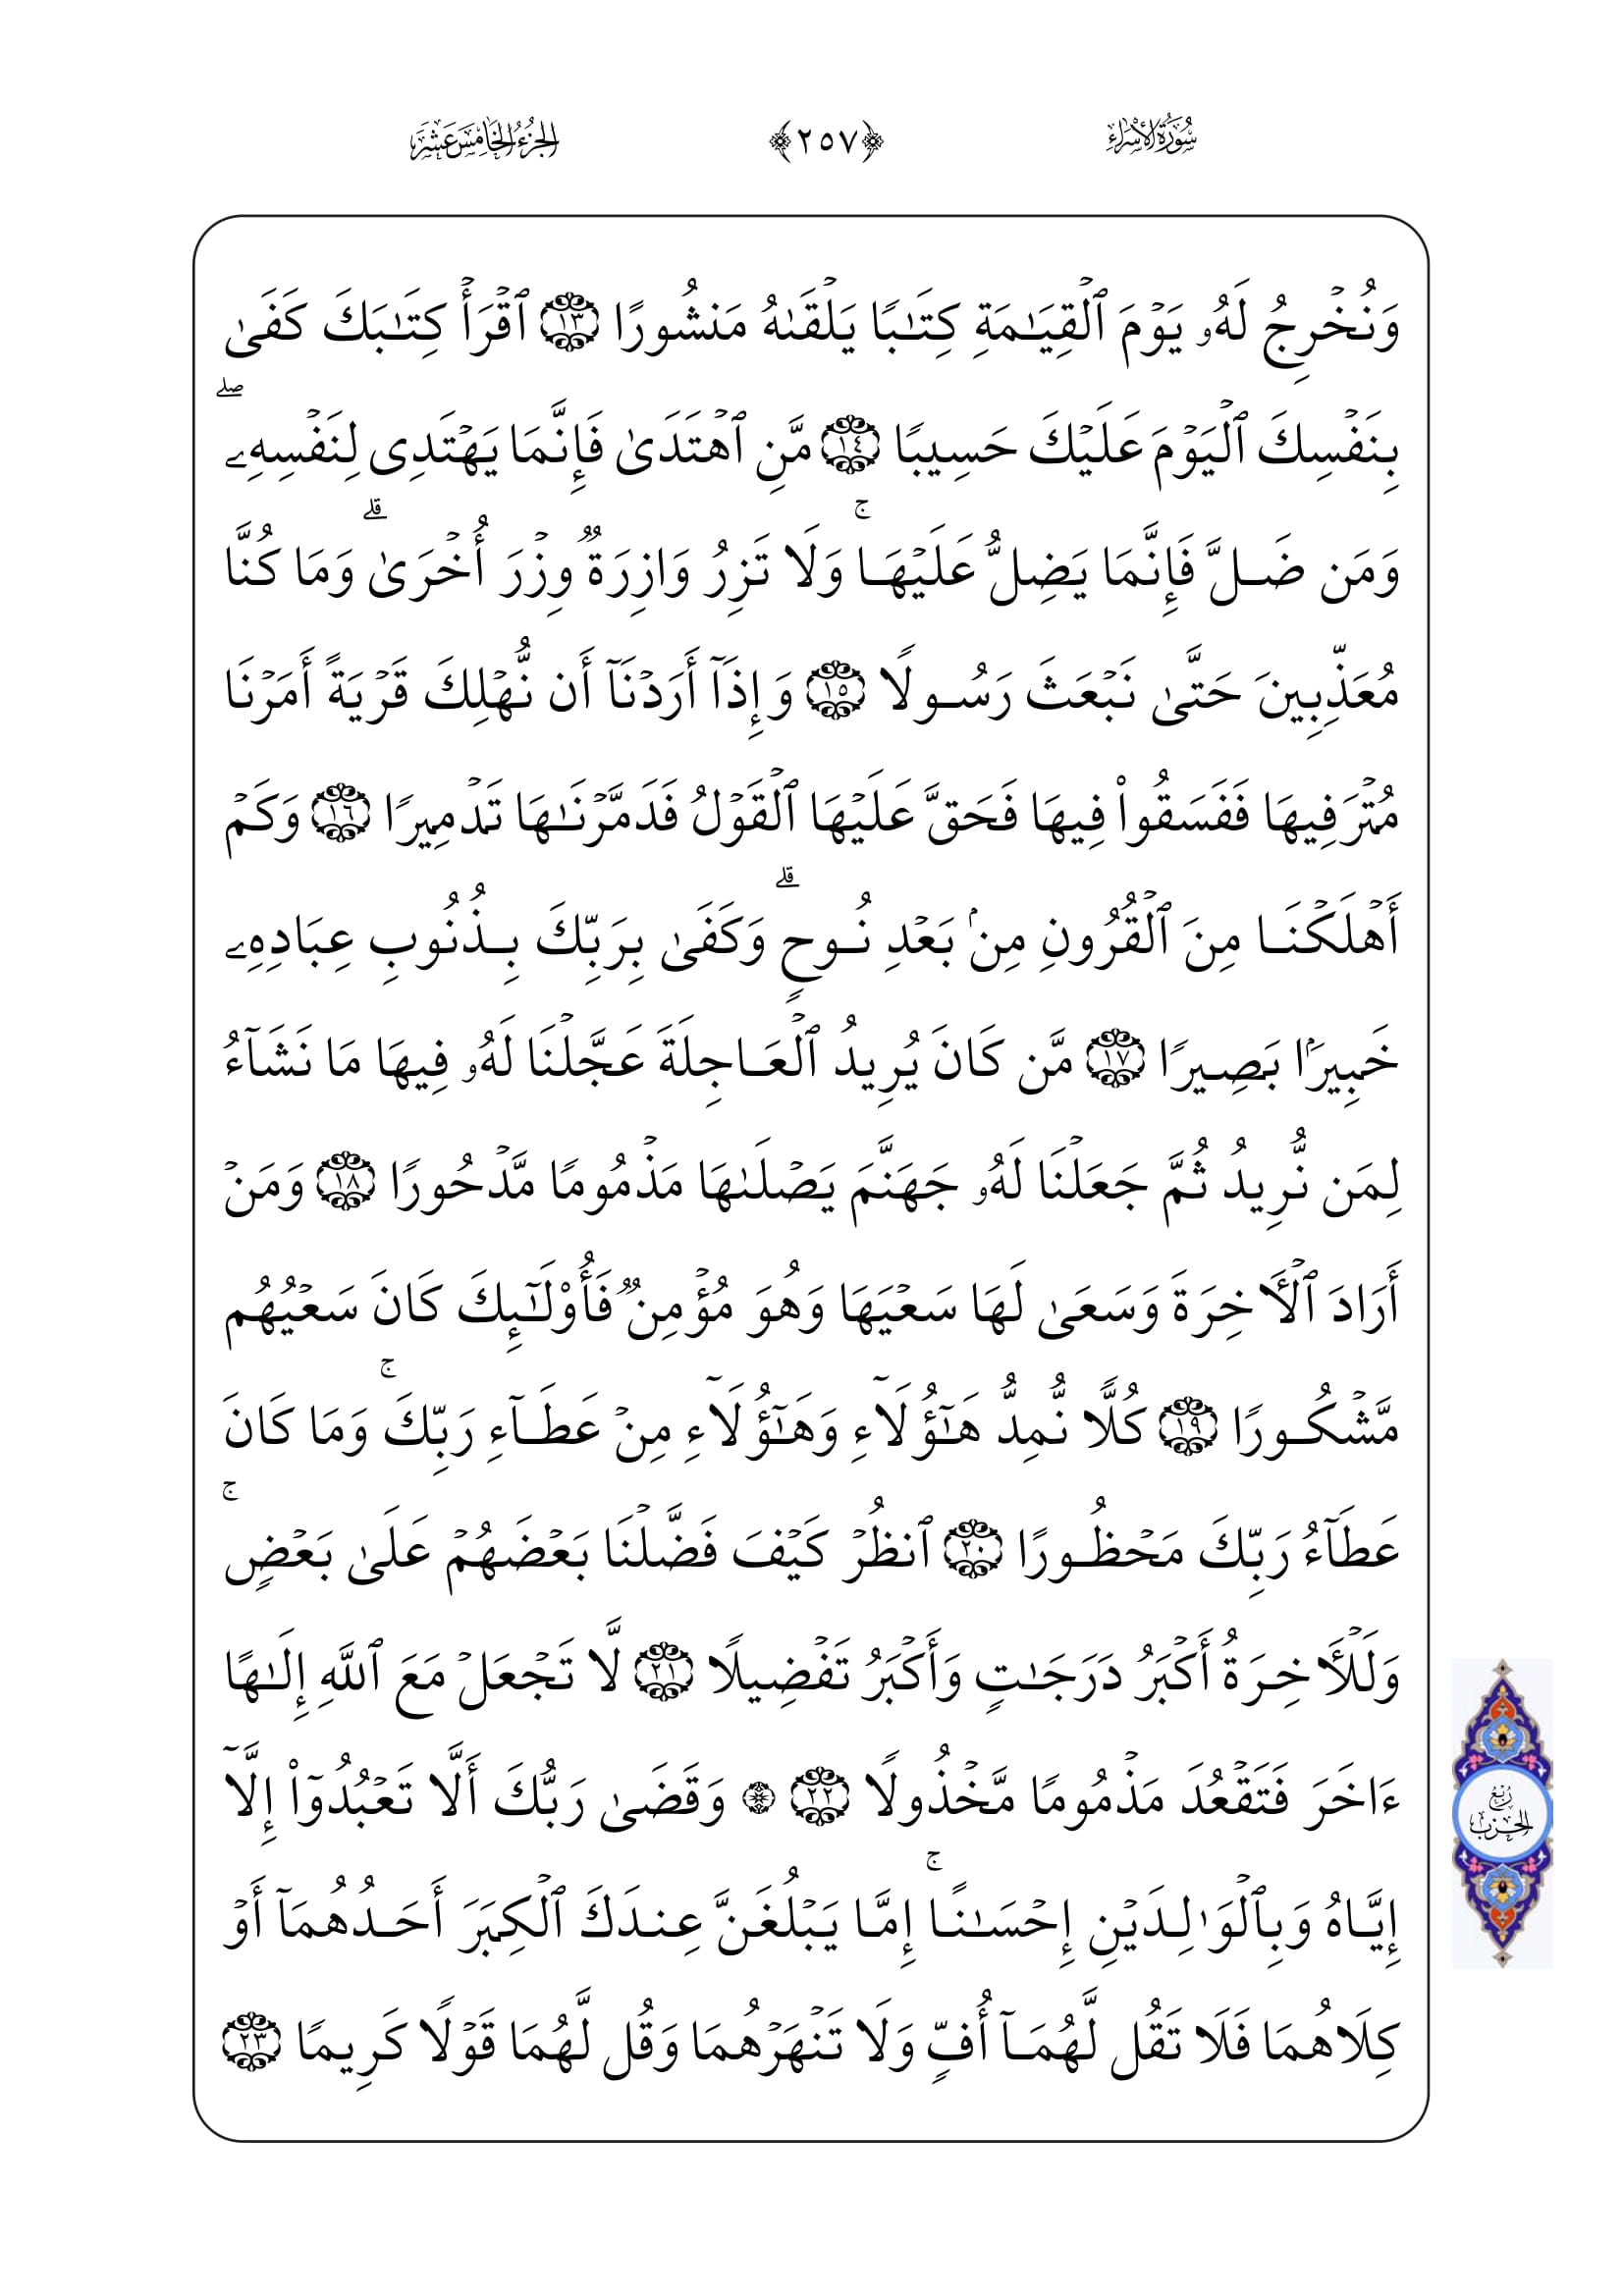 سُورَةُ الإِسْرَاءِ ﴿٢٥٧﴾ الجُزْءُ الخَامِسَ عَشَرَ
وَنُخْرِجُ لَهُۥ يَوْمَ ٱلْقِيَـٰمَةِ كِتَـٰبًا يَلْقَىٰهُ مَنشُورًا ١٣ ٱقْرَأْ كِتَـٰبَكَ كَفَىٰ
بِنَفْسِكَ ٱلْيَوْمَ عَلَيْكَ حَسِيبًا ١٤ مَّنِ ٱهْتَدَىٰ فَإِنَّمَا يَهْتَدِى لِنَفْسِهِۦ ۖ
وَمَن ضَلَّ فَإِنَّمَا يَضِلُّ عَلَيْهَا ۚ وَلَا تَزِرُ وَازِرَةٌ وِزْرَ أُخْرَىٰ ۗ وَمَا كُنَّا
مُعَذِّبِينَ حَتَّىٰ نَبْعَثَ رَسُولًا ١٥ وَإِذَآ أَرَدْنَآ أَن نُّهْلِكَ قَرْيَةً أَمَرْنَا
مُتْرَفِيهَا فَفَسَقُوا۟ فِيهَا فَحَقَّ عَلَيْهَا ٱلْقَوْلُ فَدَمَّرْنَـٰهَا تَدْمِيرًا ١٦ وَكَمْ
أَهْلَكْنَا مِنَ ٱلْقُرُونِ مِنۢ بَعْدِ نُوحٍ ۗ وَكَفَىٰ بِرَبِّكَ بِذُنُوبِ عِبَادِهِۦ
خَبِيرًۢا بَصِيرًا ١٧ مَّن كَانَ يُرِيدُ ٱلْعَاجِلَةَ عَجَّلْنَا لَهُۥ فِيهَا مَا نَشَآءُ
لِمَن نُّرِيدُ ثُمَّ جَعَلْنَا لَهُۥ جَهَنَّمَ يَصْلَىٰهَا مَذْمُومًا مَّدْحُورًا ١٨ وَمَنْ
أَرَادَ ٱلْـَٔاخِرَةَ وَسَعَىٰ لَهَا سَعْيَهَا وَهُوَ مُؤْمِنٌ فَأُو۟لَـٰٓئِكَ كَانَ سَعْيُهُم
مَّشْكُورًا ١٩ كُلًّا نُّمِدُّ هَـٰٓؤُلَآءِ وَهَـٰٓؤُلَآءِ مِنْ عَطَآءِ رَبِّكَ ۚ وَمَا كَانَ
عَطَآءُ رَبِّكَ مَحْظُورًا ٢٠ ٱنظُرْ كَيْفَ فَضَّلْنَا بَعْضَهُمْ عَلَىٰ بَعْضٍ ۚ
وَلَلْـَٔاخِرَةُ أَكْبَرُ دَرَجَـٰتٍ وَأَكْبَرُ تَفْضِيلًا ٢١ لَّا تَجْعَلْ مَعَ ٱللَّهِ إِلَـٰهًا
ءَاخَرَ فَتَقْعُدَ مَذْمُومًا مَّخْذُولًا ٢٢ ۞ وَقَضَىٰ رَبُّكَ أَلَّا تَعْبُدُوٓا۟ إِلَّآ
رُبْعُ
الحِزْبِ
إِيَّاهُ وَبِٱلْوَٰلِدَيْنِ إِحْسَـٰنًا ۚ إِمَّا يَبْلُغَنَّ عِندَكَ ٱلْكِبَرَ أَحَدُهُمَآ أَوْ
كِلَاهُمَا فَلَا تَقُل لَّهُمَآ أُفٍّ وَلَا تَنْهَرْهُمَا وَقُل لَّهُمَا قَوْلًا كَرِيمًا ٢٣